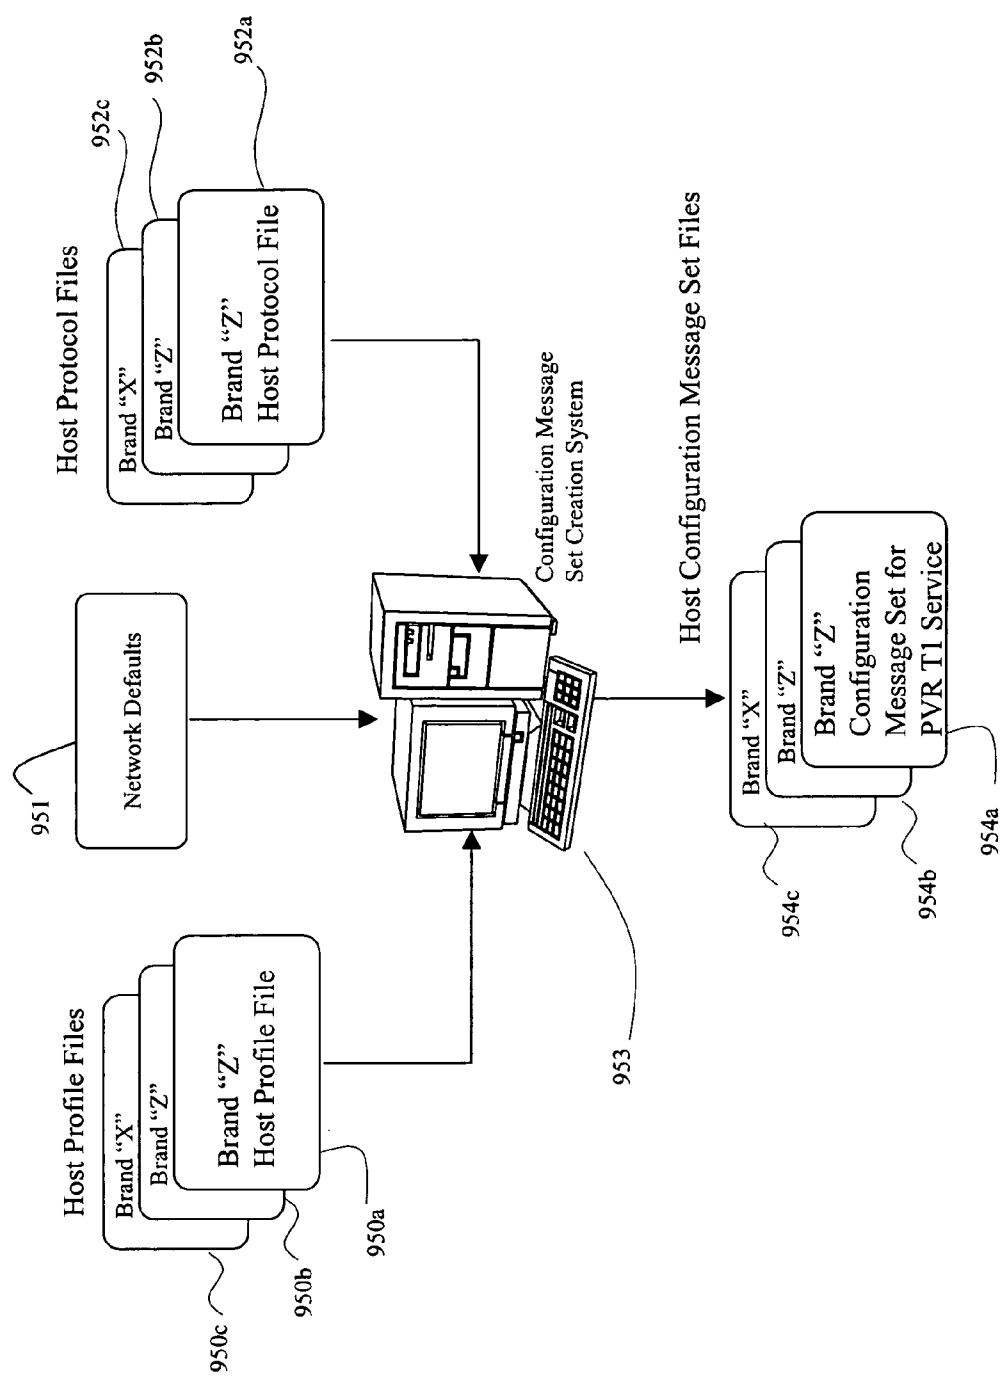 Host Profile Files
Brand “X”
Brand “Z”
Brand “Z”
Host Profile File
950c
950b
950a
951
Network Defaults
Host Protocol Files
Brand “X”
Brand “Z”
Brand “Z”
Host Protocol File
952c
952b
952a
Configuration Message
Set Creation System
953
Host Configuration Message Set Files
Brand “X”
Brand “Z”
Brand “Z”
Configuration
Message Set for
PVR T1 Service
954c
954b
954a